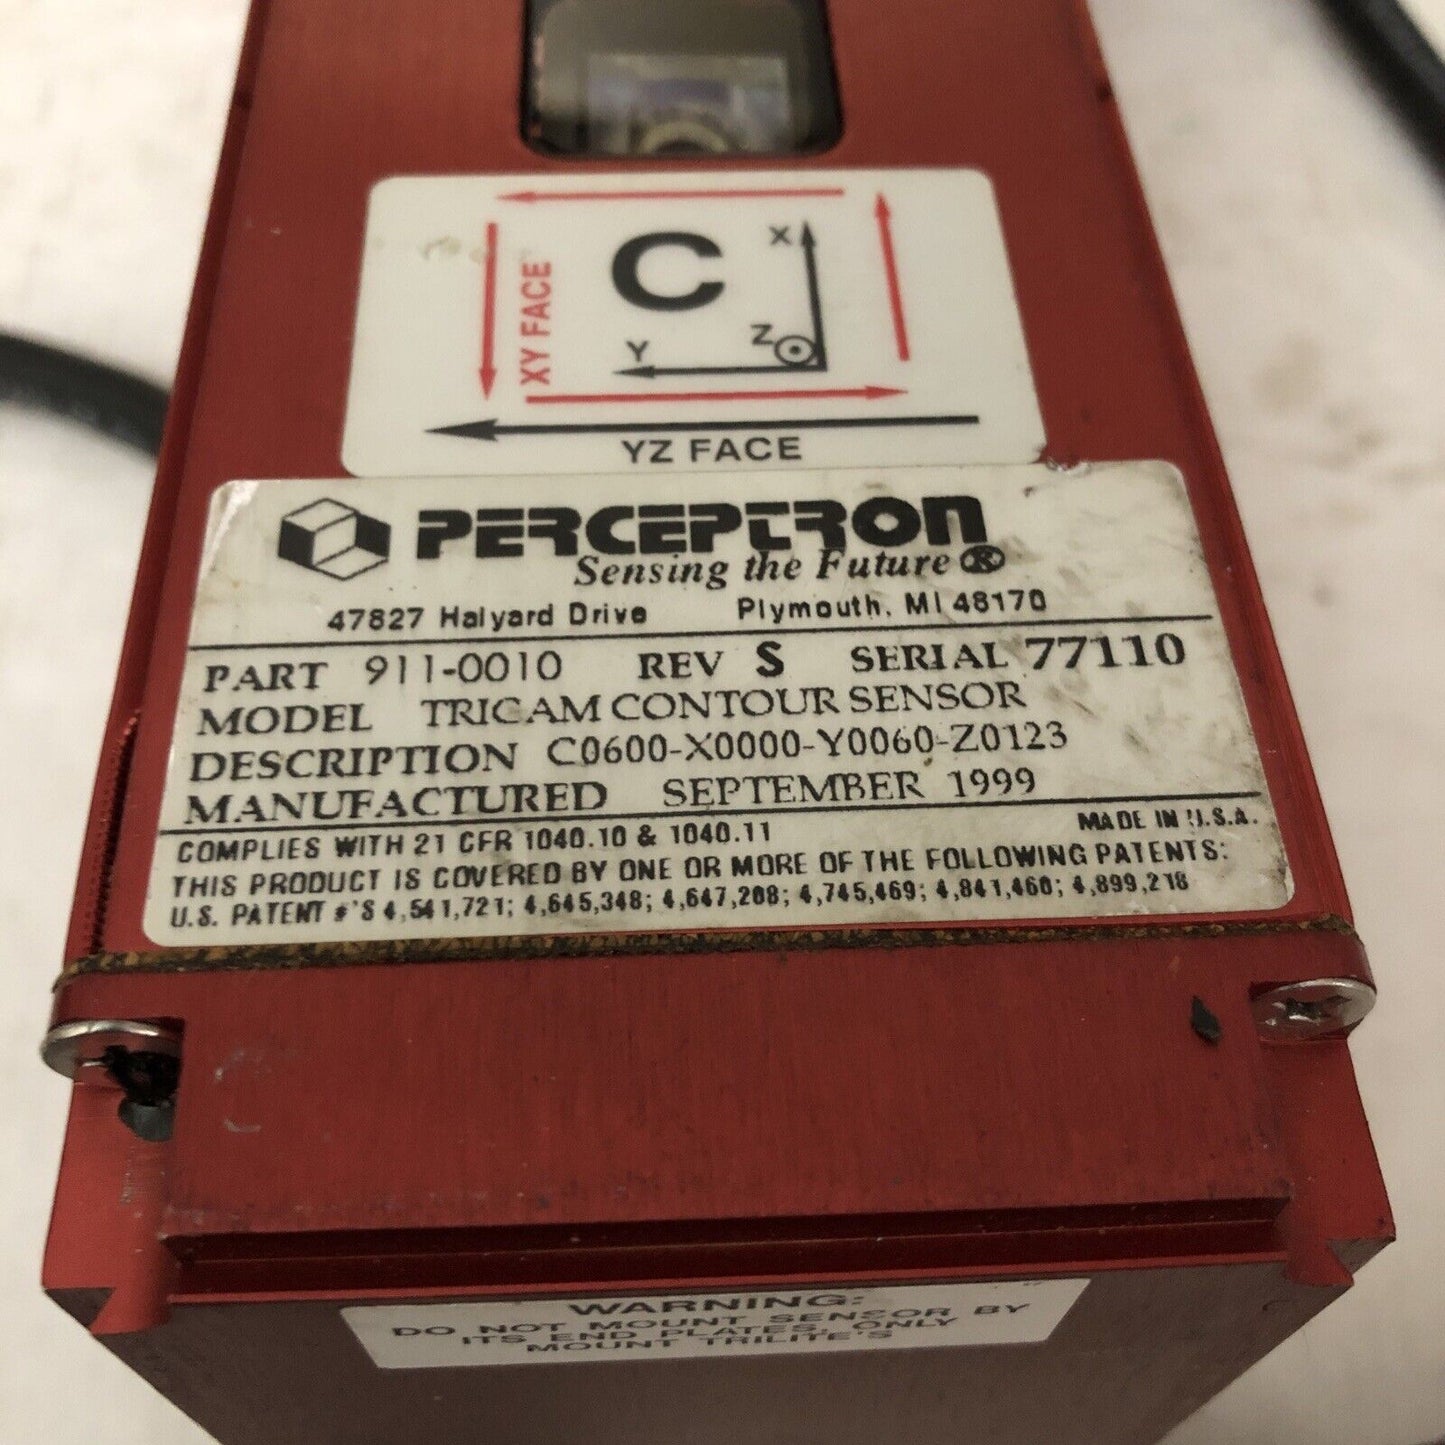 C
X
XY FACE
Z
Y
YZ FACE
PERCEPTRON
Sensing the Future ®
47827 Halyard Drive Plymouth, MI 48170
PART 911-0010 REV S SERIAL 77110
MODEL TRICAM CONTOUR SENSOR
DESCRIPTION C0600-X0000-Y0060-Z0123
MANUFACTURED SEPTEMBER 1999
COMPLIES WITH 21 CFR 1040.10 & 1040.11 MADE IN U.S.A.
THIS PRODUCT IS COVERED BY ONE OR MORE OF THE FOLLOWING PATENTS:
U.S. PATENT #'S 4,541,721; 4,645,348; 4,647,208; 4,745,469; 4,841,460; 4,899,218
WARNING:
DO NOT MOUNT SENSOR BY
ITS END PLATES, ONLY
MOUNT TRILITE'S